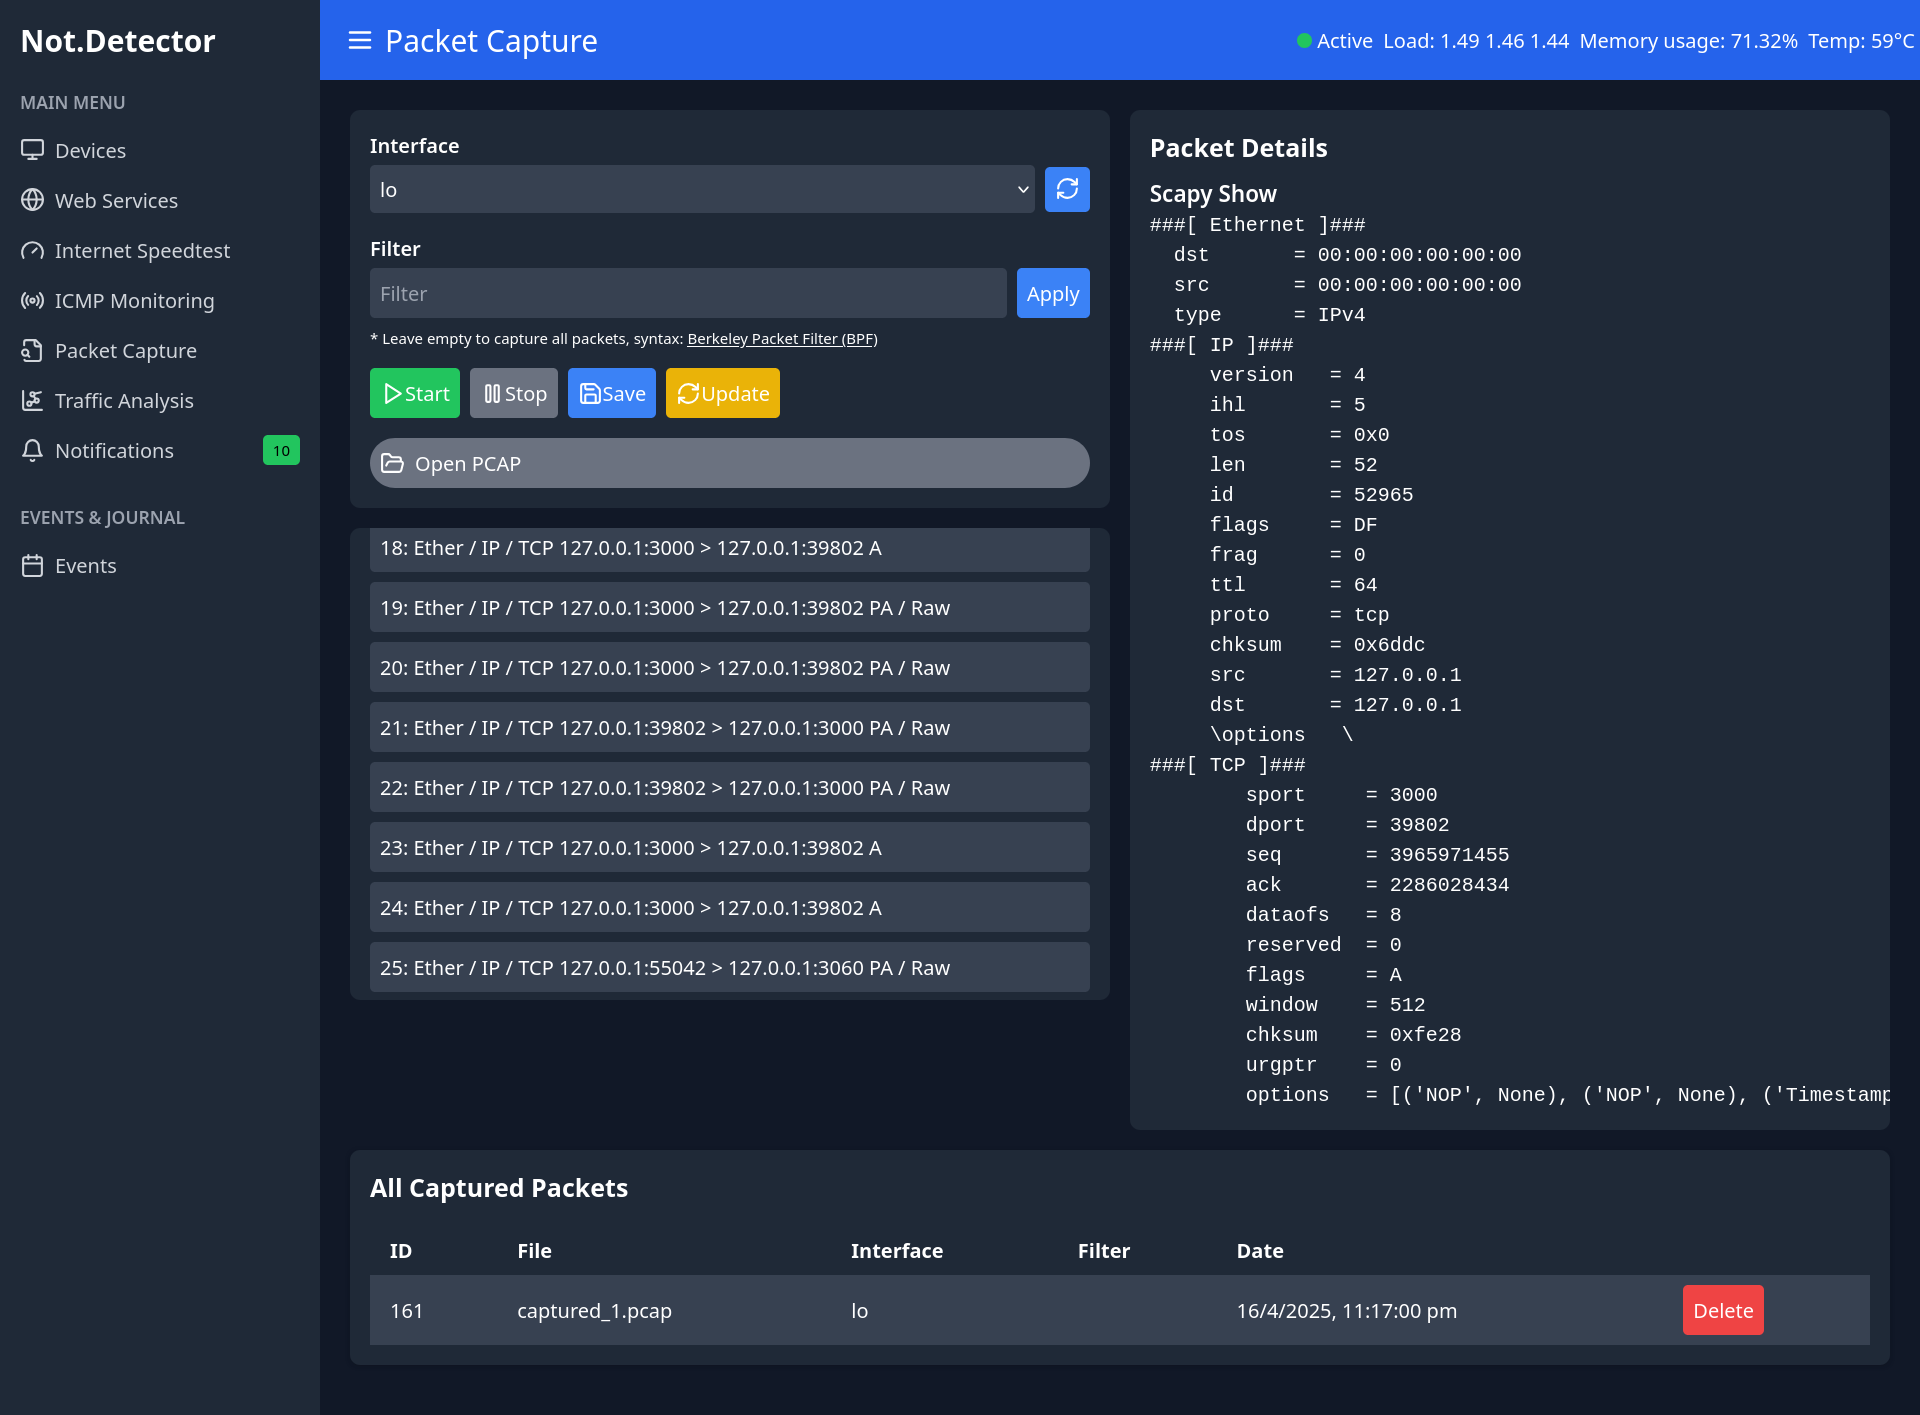 Not.Detector
MAIN MENU
Devices
Web Services
Internet Speedtest
ICMP Monitoring
Packet Capture
Traffic Analysis
Notifications 10
EVENTS & JOURNAL
Events
Packet Capture
Active Load: 1.49 1.46 1.44 Memory usage: 71.32% Temp: 59°C
Interface
lo
Filter
Filter Apply
* Leave empty to capture all packets, syntax: Berkeley Packet Filter (BPF)
Start Stop Save Update
Open PCAP
18: Ether / IP / TCP 127.0.0.1:3000 > 127.0.0.1:39802 A
19: Ether / IP / TCP 127.0.0.1:3000 > 127.0.0.1:39802 PA / Raw
20: Ether / IP / TCP 127.0.0.1:3000 > 127.0.0.1:39802 PA / Raw
21: Ether / IP / TCP 127.0.0.1:39802 > 127.0.0.1:3000 PA / Raw
22: Ether / IP / TCP 127.0.0.1:39802 > 127.0.0.1:3000 PA / Raw
23: Ether / IP / TCP 127.0.0.1:3000 > 127.0.0.1:39802 A
24: Ether / IP / TCP 127.0.0.1:3000 > 127.0.0.1:39802 A
25: Ether / IP / TCP 127.0.0.1:55042 > 127.0.0.1:3060 PA / Raw
Packet Details
Scapy Show
###[ Ethernet ]###
  dst       = 00:00:00:00:00:00
  src       = 00:00:00:00:00:00
  type      = IPv4
###[ IP ]###
     version   = 4
     ihl       = 5
     tos       = 0x0
     len       = 52
     id        = 52965
     flags     = DF
     frag      = 0
     ttl       = 64
     proto     = tcp
     chksum    = 0x6ddc
     src       = 127.0.0.1
     dst       = 127.0.0.1
     \options   \
###[ TCP ]###
        sport     = 3000
        dport     = 39802
        seq       = 3965971455
        ack       = 2286028434
        dataofs   = 8
        reserved  = 0
        flags     = A
        window    = 512
        chksum    = 0xfe28
        urgptr    = 0
        options   = [('NOP', None), ('NOP', None), ('Timestamp
All Captured Packets
ID File Interface Filter Date
161 captured_1.pcap lo 16/4/2025, 11:17:00 pm Delete